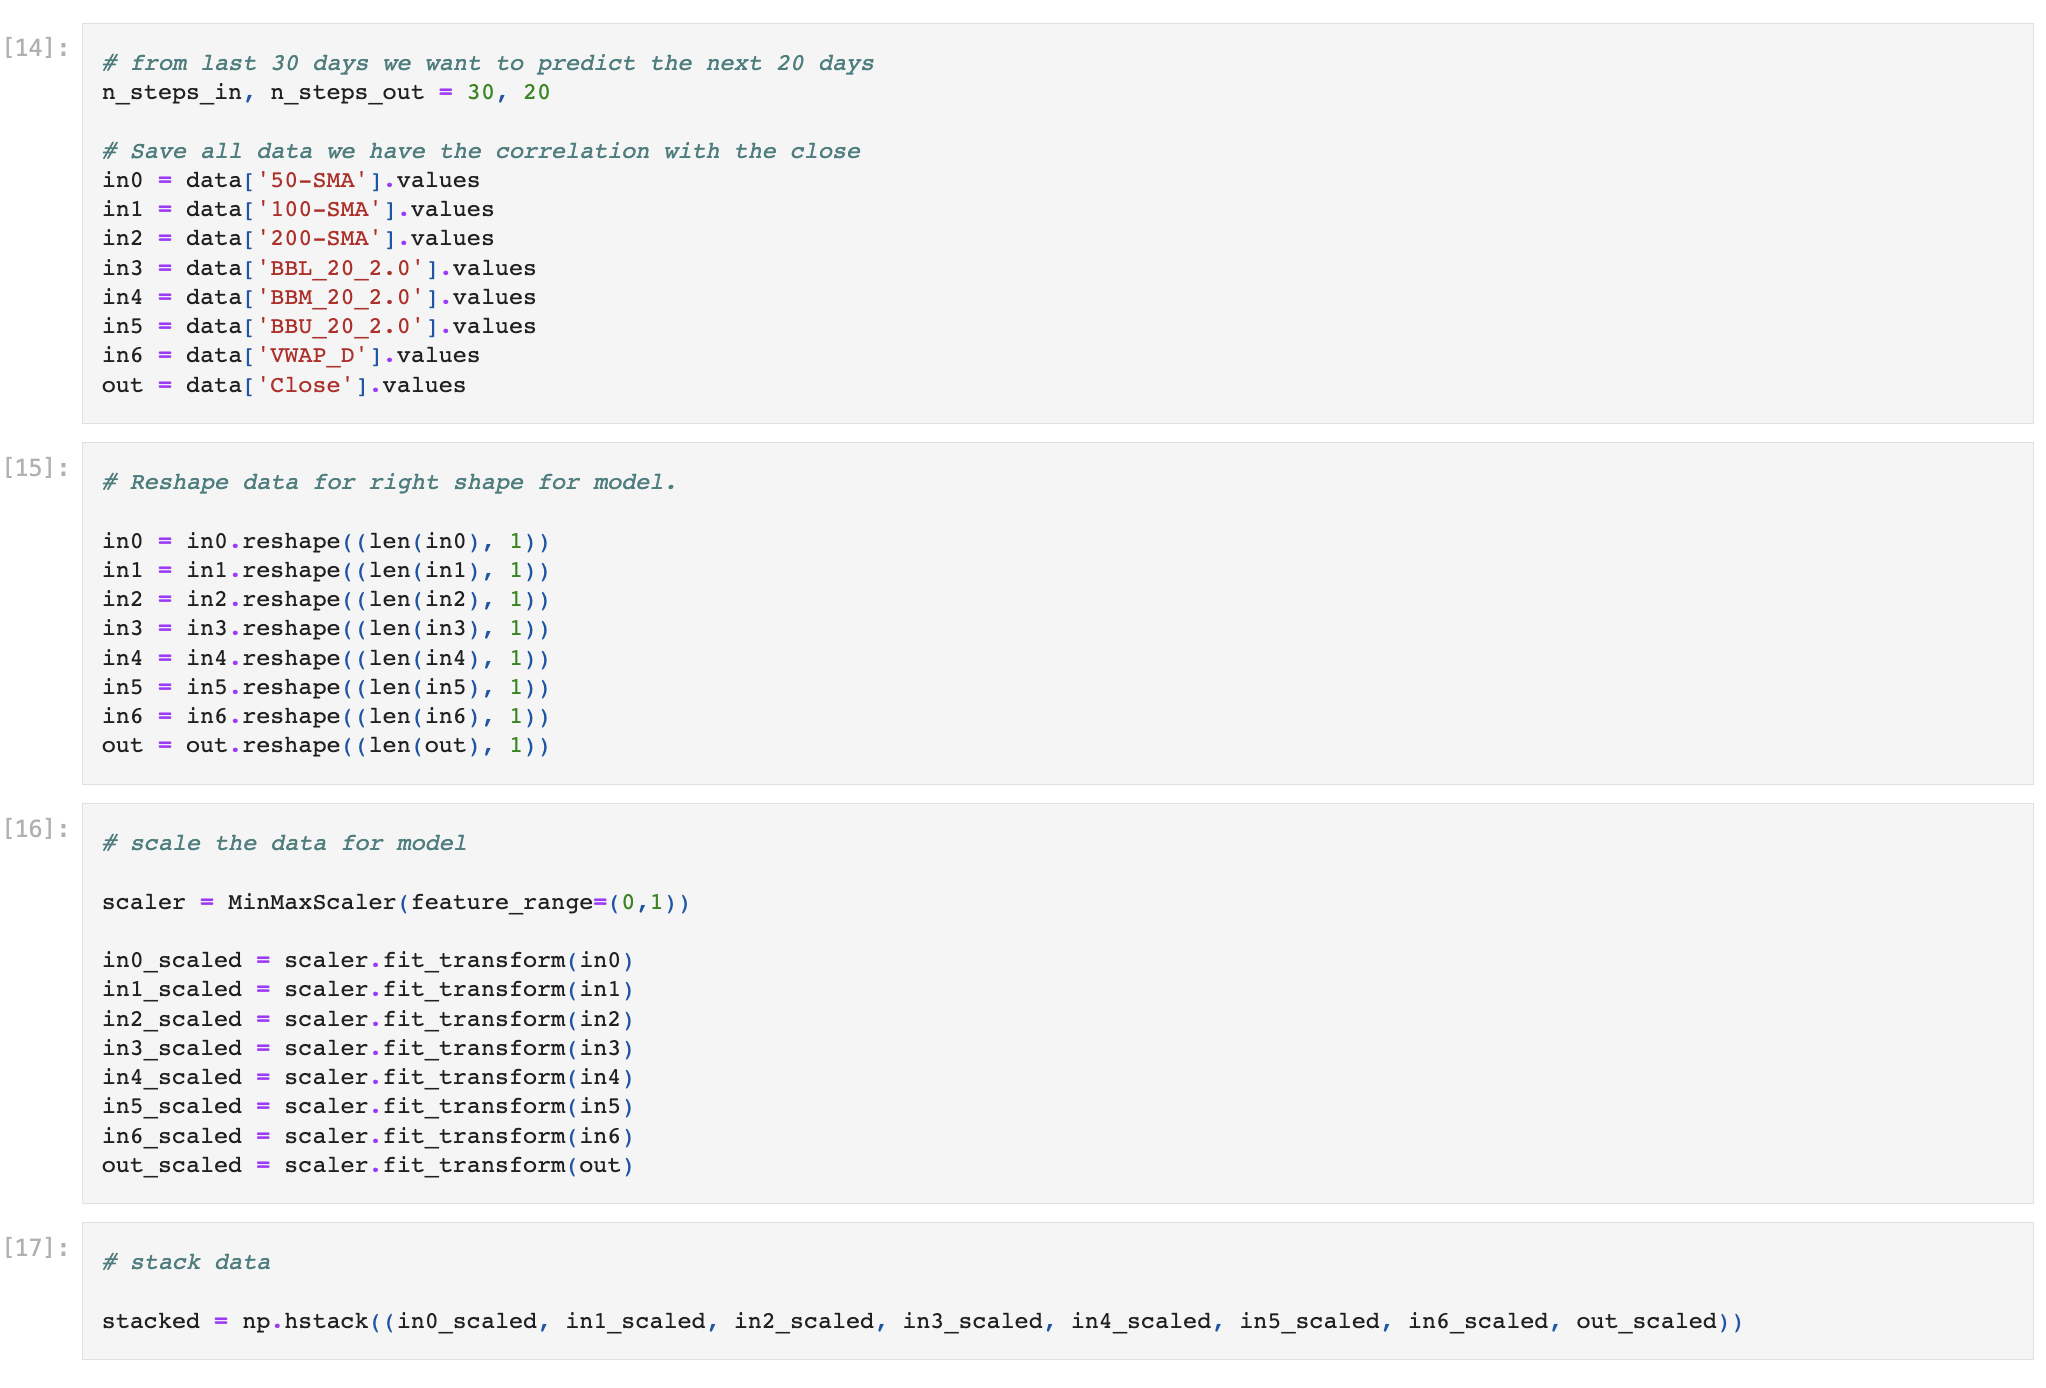 [14]:
# from last 30 days we want to predict the next 20 days
n_steps_in, n_steps_out = 30, 20
# Save all data we have the correlation with the close
in0 = data['50-SMA'].values
in1 = data['100-SMA'].values
in2 = data['200-SMA'].values
in3 = data['BBL_20_2.0'].values
in4 = data['BBM_20_2.0'].values
in5 = data['BBU_20_2.0'].values
in6 = data['VWAP_D'].values
out = data['Close'].values
[15]:
# Reshape data for right shape for model.
in0 = in0.reshape((len(in0), 1))
in1 = in1.reshape((len(in1), 1))
in2 = in2.reshape((len(in2), 1))
in3 = in3.reshape((len(in3), 1))
in4 = in4.reshape((len(in4), 1))
in5 = in5.reshape((len(in5), 1))
in6 = in6.reshape((len(in6), 1))
out = out.reshape((len(out), 1))
[16]:
# scale the data for model
scaler = MinMaxScaler(feature_range=(0,1))
in0_scaled = scaler.fit_transform(in0)
in1_scaled = scaler.fit_transform(in1)
in2_scaled = scaler.fit_transform(in2)
in3_scaled = scaler.fit_transform(in3)
in4_scaled = scaler.fit_transform(in4)
in5_scaled = scaler.fit_transform(in5)
in6_scaled = scaler.fit_transform(in6)
out_scaled = scaler.fit_transform(out)
[17]:
# stack data
stacked = np.hstack((in0_scaled, in1_scaled, in2_scaled, in3_scaled, in4_scaled, in5_scaled, in6_scaled, out_scaled))